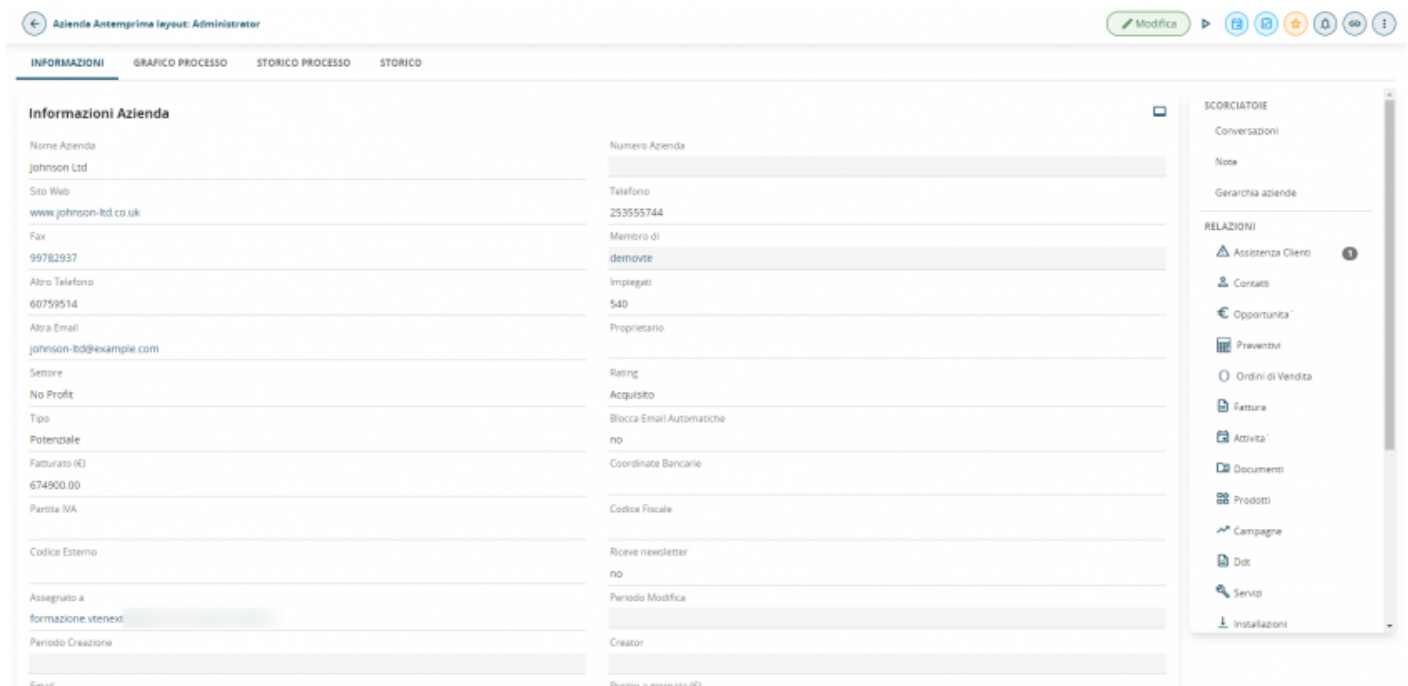 Azienda Antemprima layout: Administrator
Modifica
INFORMAZIONI GRAFICO PROCESSO STORICO PROCESSO STORICO
Informazioni Azienda
Nome Azienda
Johnson Ltd
Numero Azienda
Sito Web
www.johnson-ltd.co.uk
Telefono
253555744
Fax
99782937
Membro di
demovte
Altro Telefono
60759514
Impiegati
540
Altra Email
johnson-ltd@example.com
Proprietario
Settore
No Profit
Rating
Acquisito
Tipo
Potenziale
Blocca Email Automatiche
no
Fatturato (€)
674900.00
Coordinate Bancarie
Partita IVA
Codice Fiscale
Codice Esterno
Riceve newsletter
no
Assegnato a
formazione.vtenext
Periodo Modifica
Periodo Creazione
Creator
Email
Prezzo a giornata (€)
SCORCIATOIE
Conversazioni
Note
Gerarchia aziende
RELAZIONI
Assistenza Clienti 1
Contatti
Opportunita`
Preventivi
Ordini di Vendita
Fattura
Attivita`
Documenti
Prodotti
Campagne
Ddt
Servizi
Installazioni